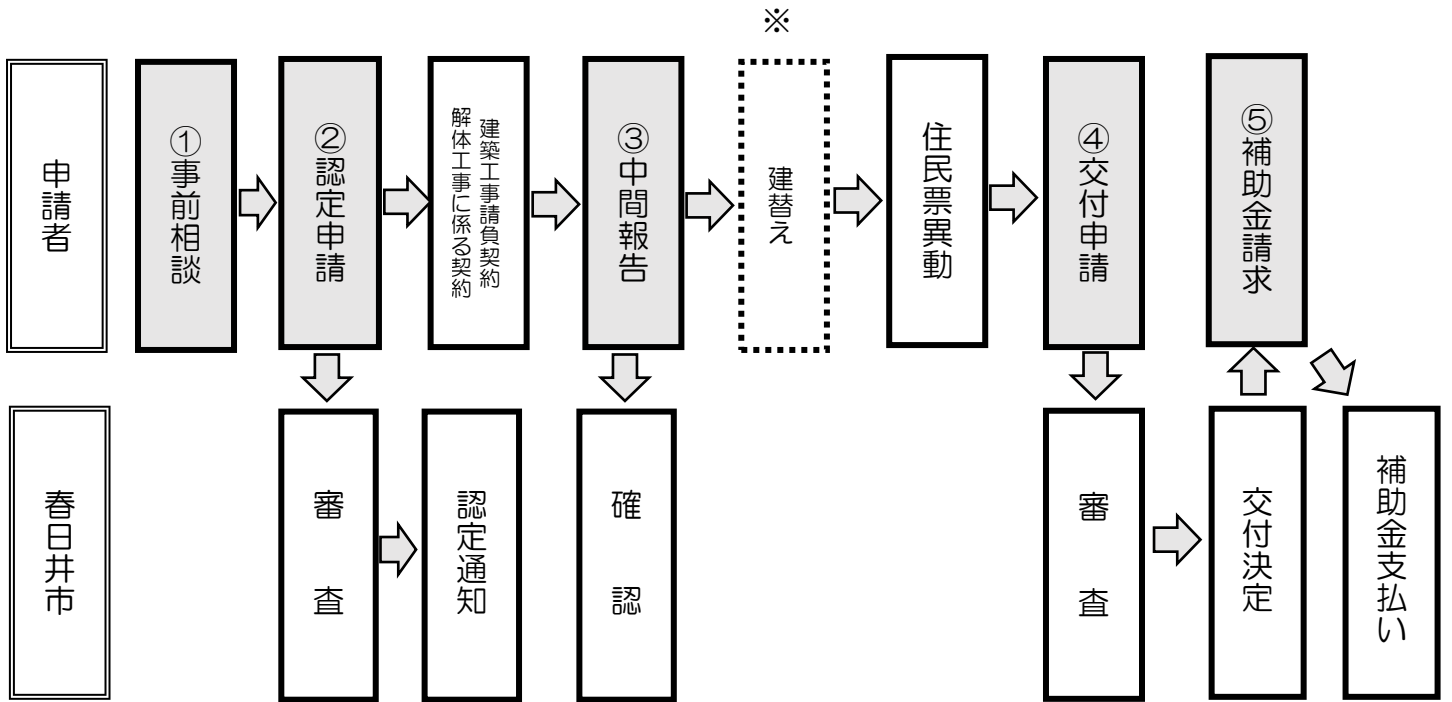 ※
申請者
①事前相談
②認定申請
建築工事請負契約
解体工事に係る契約
③中間報告
建替え
住民票異動
④交付申請
⑤補助金請求
春日井市
審査
認定通知
確認
審査
交付決定
補助金支払い